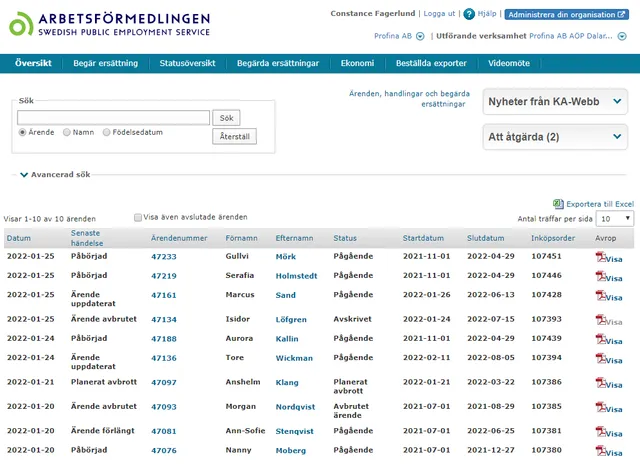 ARBETSFÖRMEDLINGEN
SWEDISH PUBLIC EMPLOYMENT SERVICE
Constance Fagerlund | Logga ut | ? Hjälp | Administrera din organisation
Profina AB | Utförande verksamhet Profina AB AÖP Dalar...
Översikt Begär ersättning Statusöversikt Begärda ersättningar Ekonomi Beställda exporter Videomöte
Sök
Sök
Ärende Namn Födelsedatum
Återställ
Ärenden, handlingar och begärda
ersättningar
Nyheter från KA-Webb
Att åtgärda (2)
Avancerad sök
Exportera till Excel
Visar 1-10 av 10 ärenden Visa även avslutade ärenden Antal träffar per sida 10
Datum Senaste händelse Ärendenummer Förnamn Efternamn Status Startdatum Slutdatum Inköpsorder Avrop
2022-01-25 Påbörjad 47233 Gullvi Mörk Pågående 2021-11-01 2022-04-29 107451 Visa
2022-01-25 Påbörjad 47219 Serafia Holmstedt Pågående 2021-11-01 2022-04-29 107446 Visa
2022-01-25 Ärende uppdaterat 47161 Marcus Sand Pågående 2022-01-26 2022-06-13 107428 Visa
2022-01-25 Ärende avbrutet 47134 Isidor Löfgren Avskrivet 2022-01-24 2022-07-15 107393 Visa
2022-01-24 Påbörjad 47188 Aurora Kallin Pågående 2021-11-01 2022-04-29 107439 Visa
2022-01-24 Ärende uppdaterat 47136 Tore Wickman Pågående 2022-02-11 2022-08-05 107394 Visa
2022-01-21 Planerat avbrott 47097 Anshelm Klang Planerat avbrott 2022-01-21 2022-03-22 107386 Visa
2022-01-20 Ärende avbrutet 47093 Morgan Nordqvist Avbrutet ärende 2021-07-01 2021-08-29 107385 Visa
2022-01-20 Ärende förlängt 47081 Ann-Sofie Stenqvist Pågående 2021-07-01 2022-06-25 107381 Visa
2022-01-20 Påbörjad 47076 Nanny Moberg Pågående 2021-07-01 2021-12-27 107380 Visa